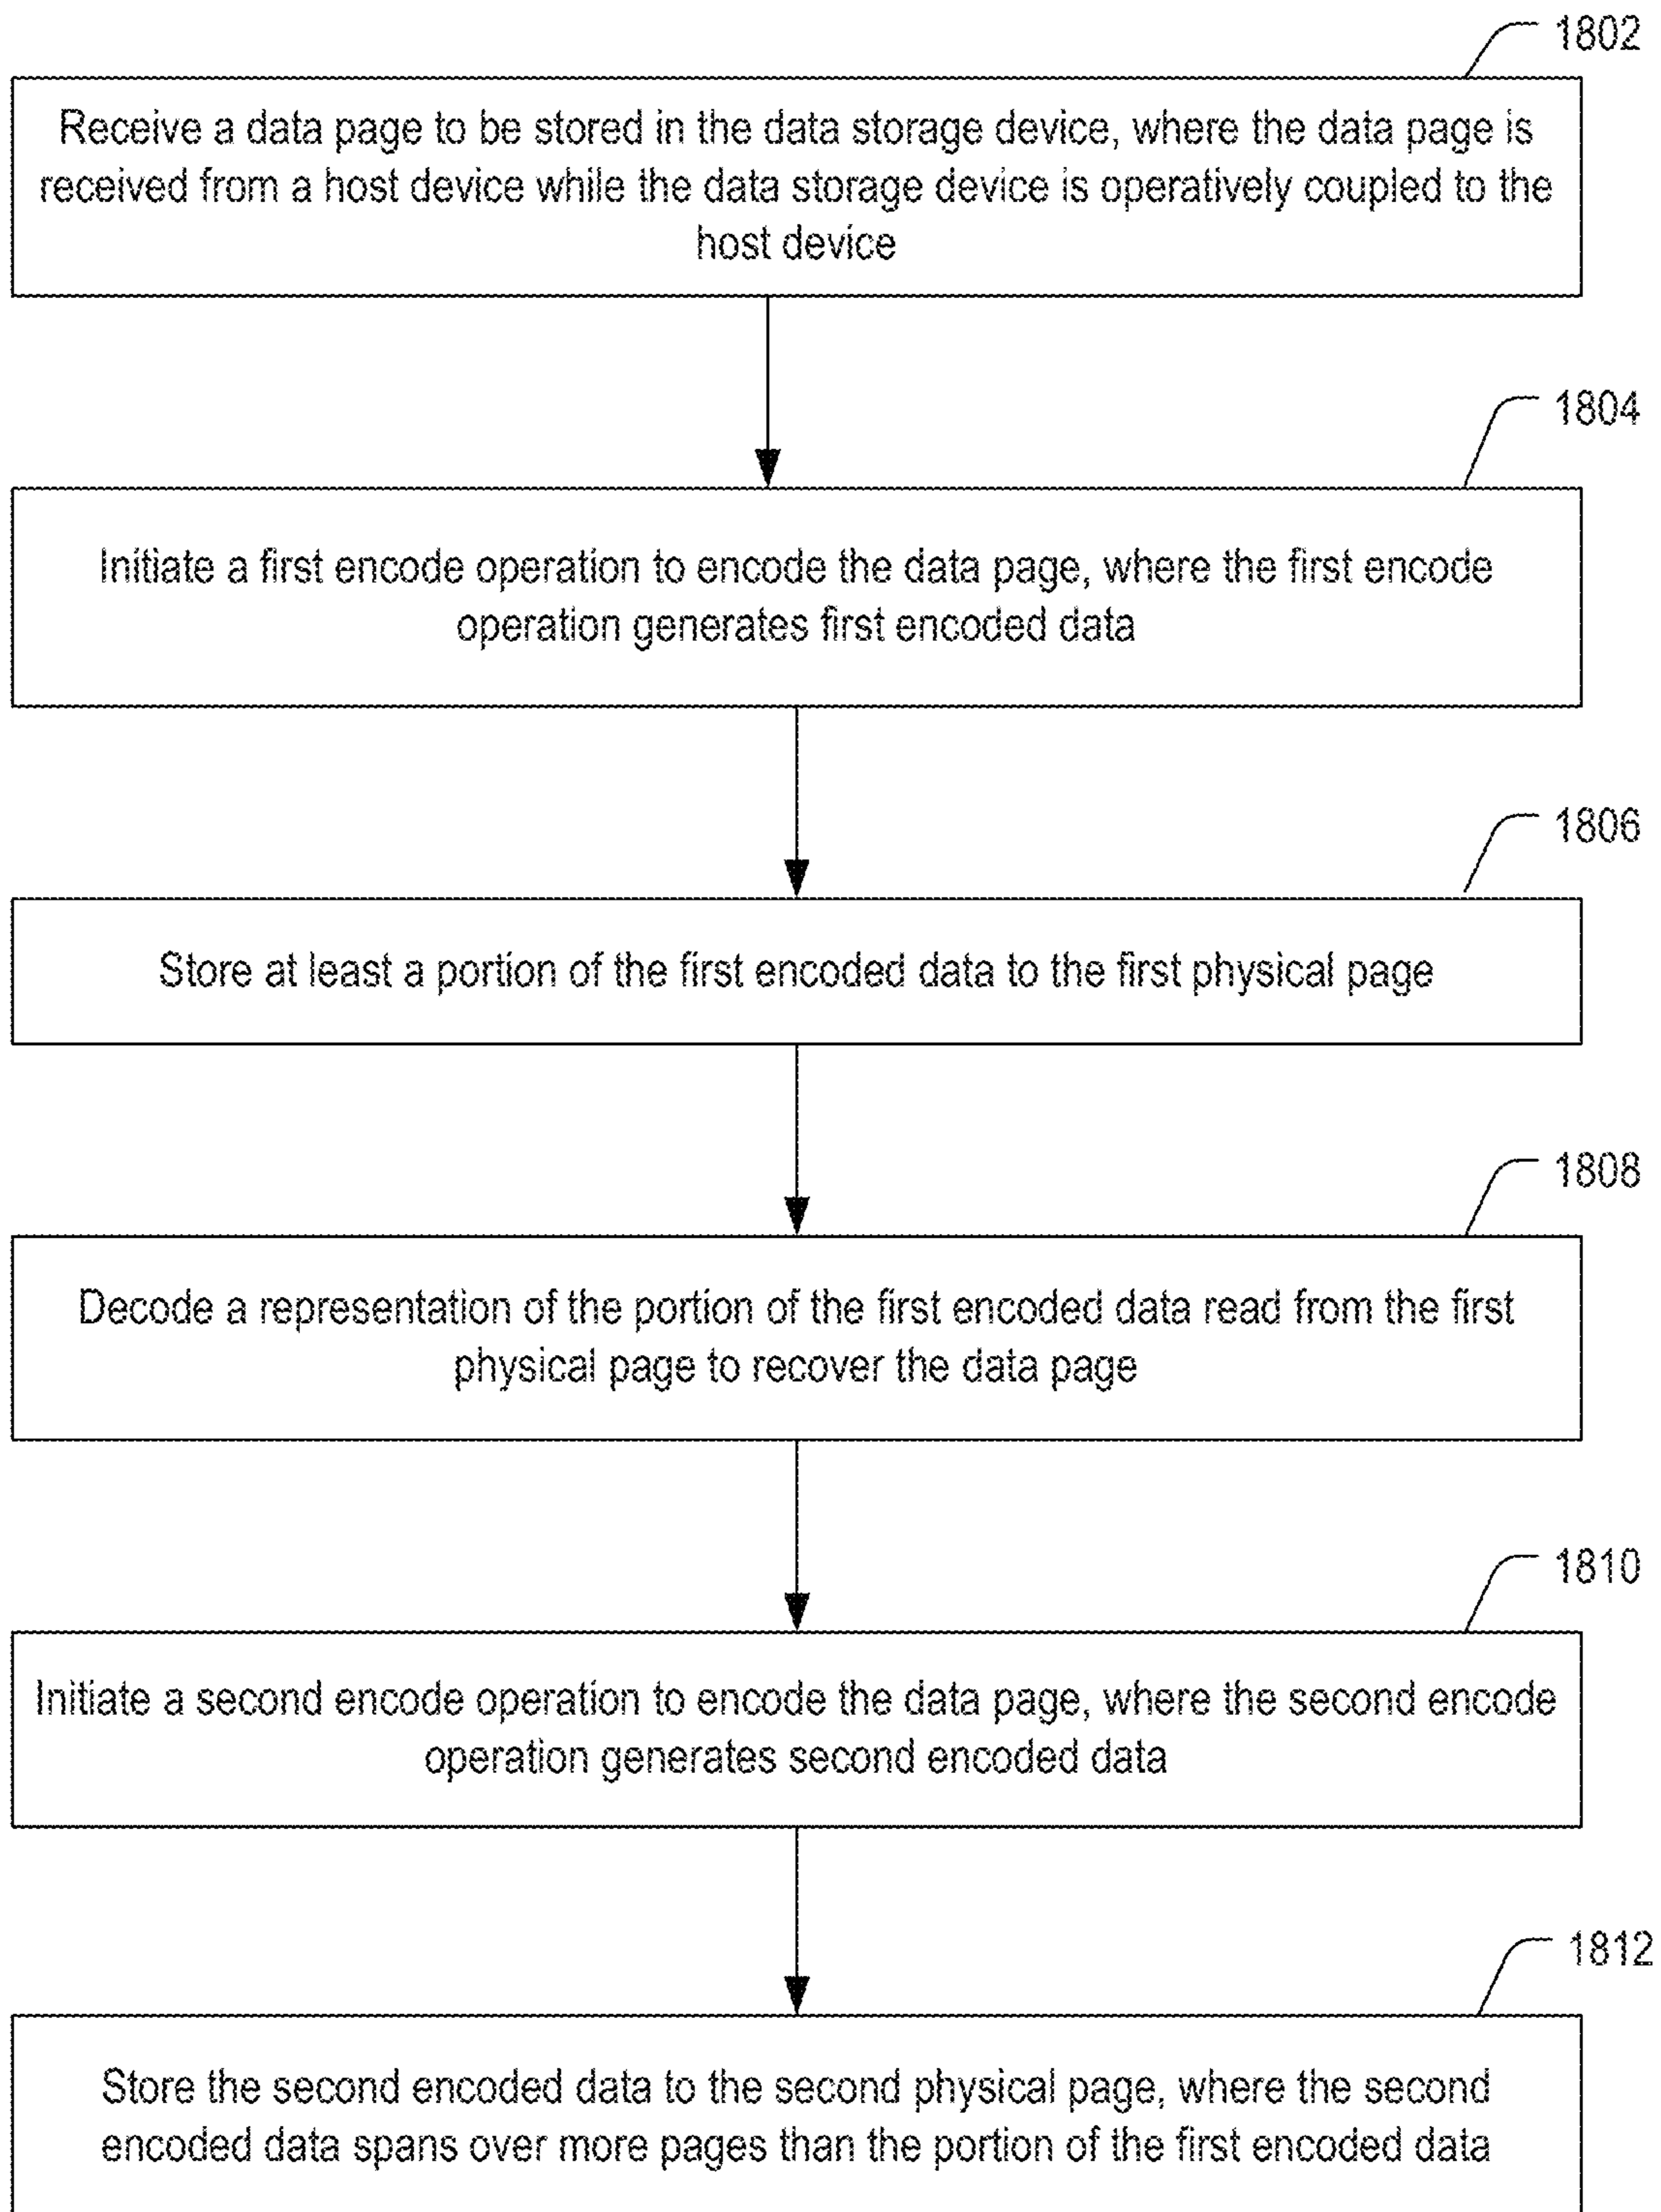 1802
Receive a data page to be stored in the data storage device, where the data page is
received from a host device while the data storage device is operatively coupled to the
host device
1804
Initiate a first encode operation to encode the data page, where the first encode
operation generates first encoded data
1806
Store at least a portion of the first encoded data to the first physical page
1808
Decode a representation of the portion of the first encoded data read from the first
physical page to recover the data page
1810
Initiate a second encode operation to encode the data page, where the second encode
operation generates second encoded data
1812
Store the second encoded data to the second physical page, where the second
encoded data spans over more pages than the portion of the first encoded data